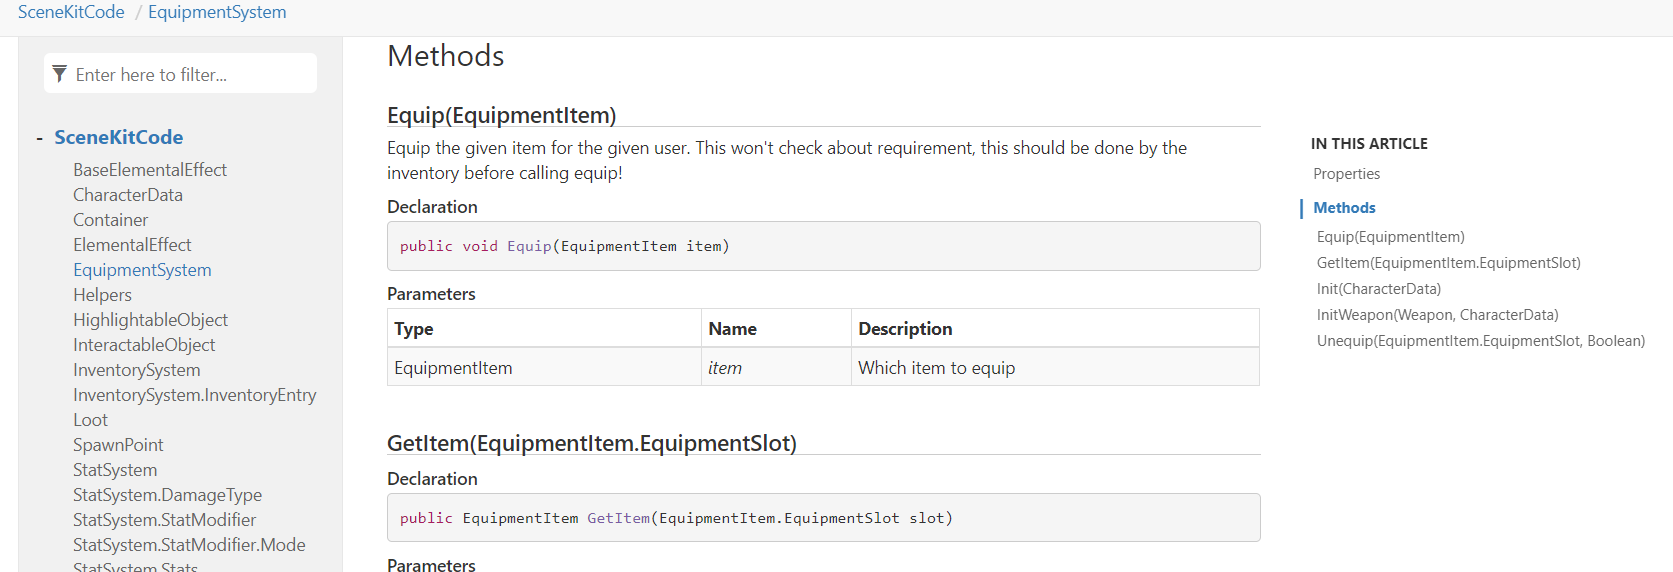 SceneKitCode / EquipmentSystem
Enter here to filter...
- SceneKitCode
BaseElementalEffect
CharacterData
Container
ElementalEffect
EquipmentSystem
Helpers
HighlightableObject
InteractableObject
InventorySystem
InventorySystem.InventoryEntry
Loot
SpawnPoint
StatSystem
StatSystem.DamageType
StatSystem.StatModifier
StatSystem.StatModifier.Mode
StatSystem.Stats
Methods
Equip(EquipmentItem)
Equip the given item for the given user. This won't check about requirement, this should be done by the
inventory before calling equip!
Declaration
public void Equip(EquipmentItem item)
Parameters
Type Name Description
EquipmentItem item Which item to equip
GetItem(EquipmentItem.EquipmentSlot)
Declaration
public EquipmentItem GetItem(EquipmentItem.EquipmentSlot slot)
Parameters
IN THIS ARTICLE
Properties
Methods
Equip(EquipmentItem)
GetItem(EquipmentItem.EquipmentSlot)
Init(CharacterData)
InitWeapon(Weapon, CharacterData)
Unequip(EquipmentItem.EquipmentSlot, Boolean)